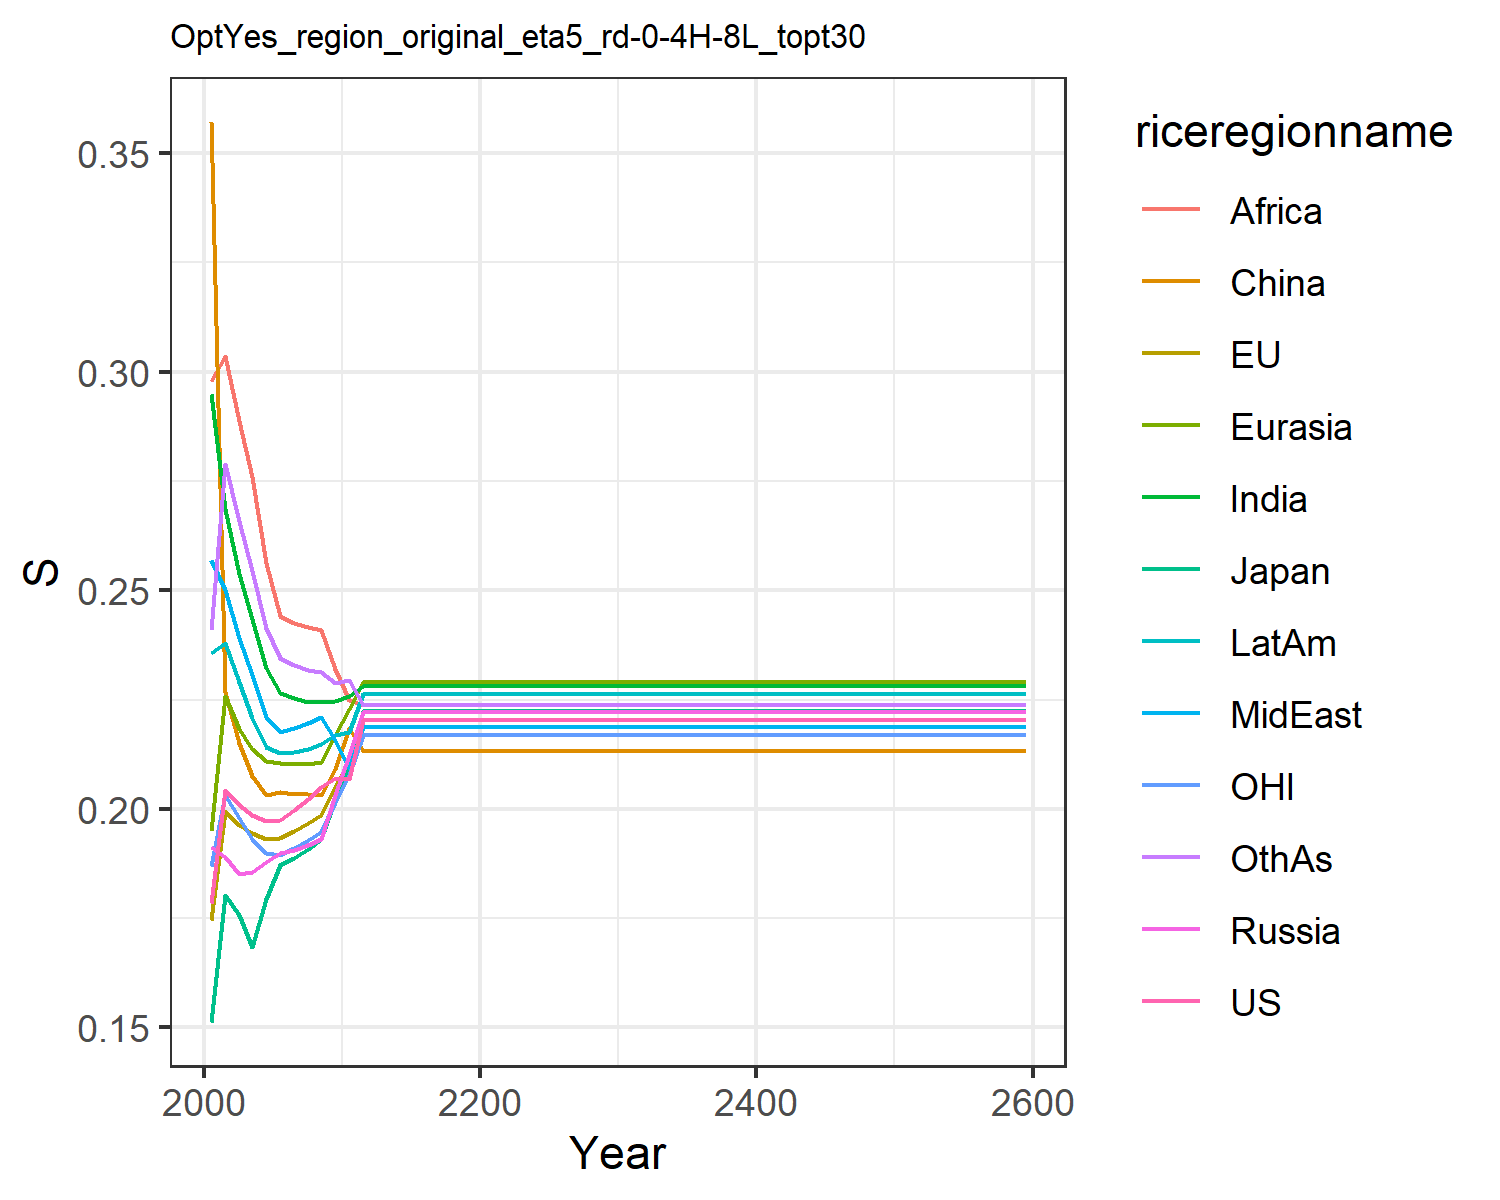 OptYes_region_original_eta5_rd-0-4H-8L_topt30
riceregionname
Africa
China
EU
Eurasia
India
Japan
LatAm
MidEast
OHI
OthAs
Russia
US
S
0.35
0.30
0.25
0.20
0.15
2000 2200 2400 2600
Year